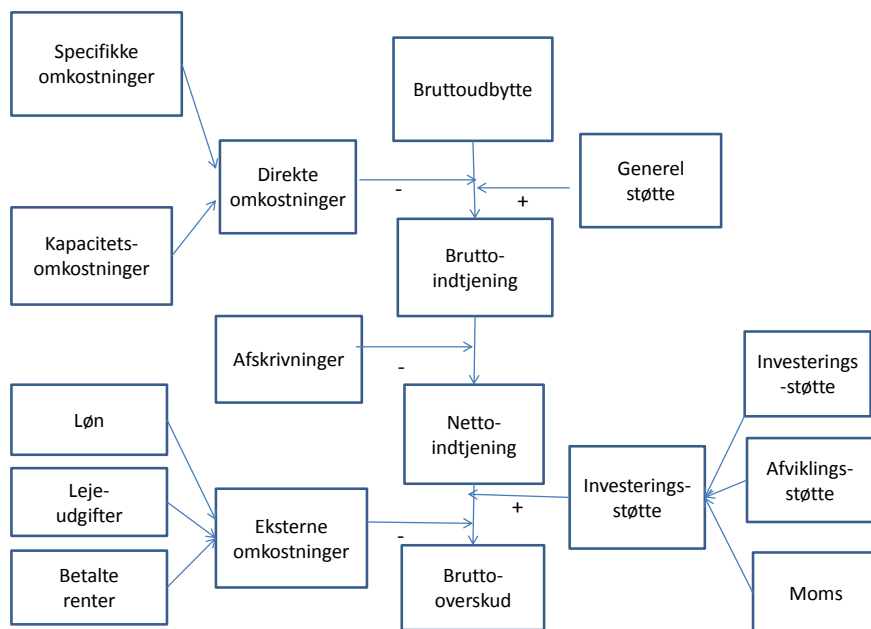 Specifikke
omkostninger
Bruttoudbytte
Direkte
omkostninger
-
+
Generel
støtte
Kapacitets-
omkostninger
Brutto-
indtjening
Afskrivninger
-
Investerings
-støtte
Løn
Netto-
indtjening
Leje-
udgifter
Eksterne
omkostninger
-
+
Investerings-
støtte
Afviklings-
støtte
Betalte
renter
Brutto-
overskud
Moms